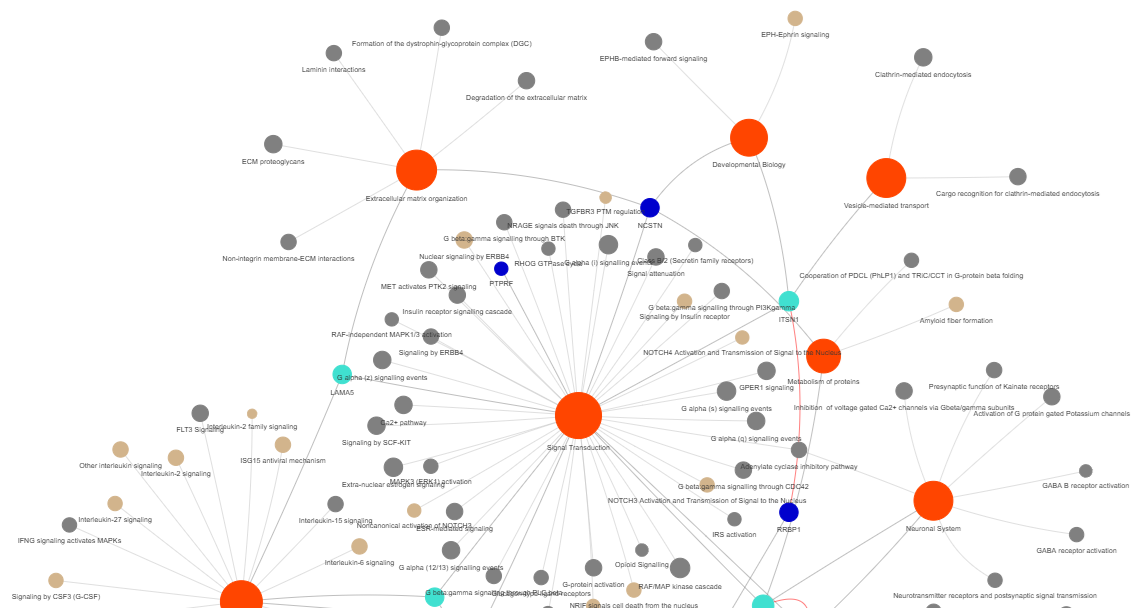 EPH-Ephrin signaling
Formation of the dystrophin-glycoprotein complex (DGC)
EPHB-mediated forward signaling
Laminin interactions
Clathrin-mediated endocytosis
Degradation of the extracellular matrix
ECM proteoglycans
Developmental Biology
Extracellular matrix organization
Cargo recognition for clathrin-mediated endocytosis
Vesicle-mediated transport
TGFBR3 PTM regulation
NRAGE signals death through JNK
NCSTN
G beta:gamma signalling through BTK
Non-integrin membrane-ECM interactions
Nuclear signaling by ERBB4
RHOG GTPase cycle
G alpha (i) signalling events
Class B/2 (Secretin family receptors)
Signal attenuation
Cooperation of PDCL (PhLP1) and TRiC/CCT in G-protein beta folding
PTPRF
MET activates PTK2 signaling
Insulin receptor signalling cascade
G beta:gamma signalling through PI3Kgamma
Signaling by Insulin receptor
ITSN1
Amyloid fiber formation
RAF-independent MAPK1/3 activation
Signaling by ERBB4
NOTCH4 Activation and Transmission of Signal to the Nucleus
G alpha (z) signalling events
Metabolism of proteins
GPER1 signaling
Presynaptic function of Kainate receptors
LAMA5
G alpha (s) signalling events
Inhibition of voltage gated Ca2+ channels via Gbeta/gamma subunits
Activation of G protein gated Potassium channels
Ca2+ pathway
Interleukin-2 family signaling
FLT3 Signaling
Signaling by SCF-KIT
G alpha (q) signalling events
Signal Transduction
ISG15 antiviral mechanism
Other interleukin signaling
Interleukin-2 signaling
Adenylate cyclase inhibitory pathway
MAPK3 (ERK1) activation
Extra-nuclear estrogen signaling
G beta:gamma signalling through CDC42
GABA B receptor activation
NOTCH3 Activation and Transmission of Signal to the Nucleus
Interleukin-27 signaling
Interleukin-15 signaling
Noncanonical activation of NOTCH3
ESR-mediated signaling
RRBP1
Neuronal System
IRS activation
IFNG signaling activates MAPKs
GABA receptor activation
Interleukin-6 signaling
Opioid Signalling
G alpha (12/13) signalling events
G-protein activation
RAF/MAP kinase cascade
G beta:gamma signalling through PLC beta
Signaling by CSF3 (G-CSF)
Neurotransmitter receptors and postsynaptic signal transmission
NRIF signals cell death from the nucleus